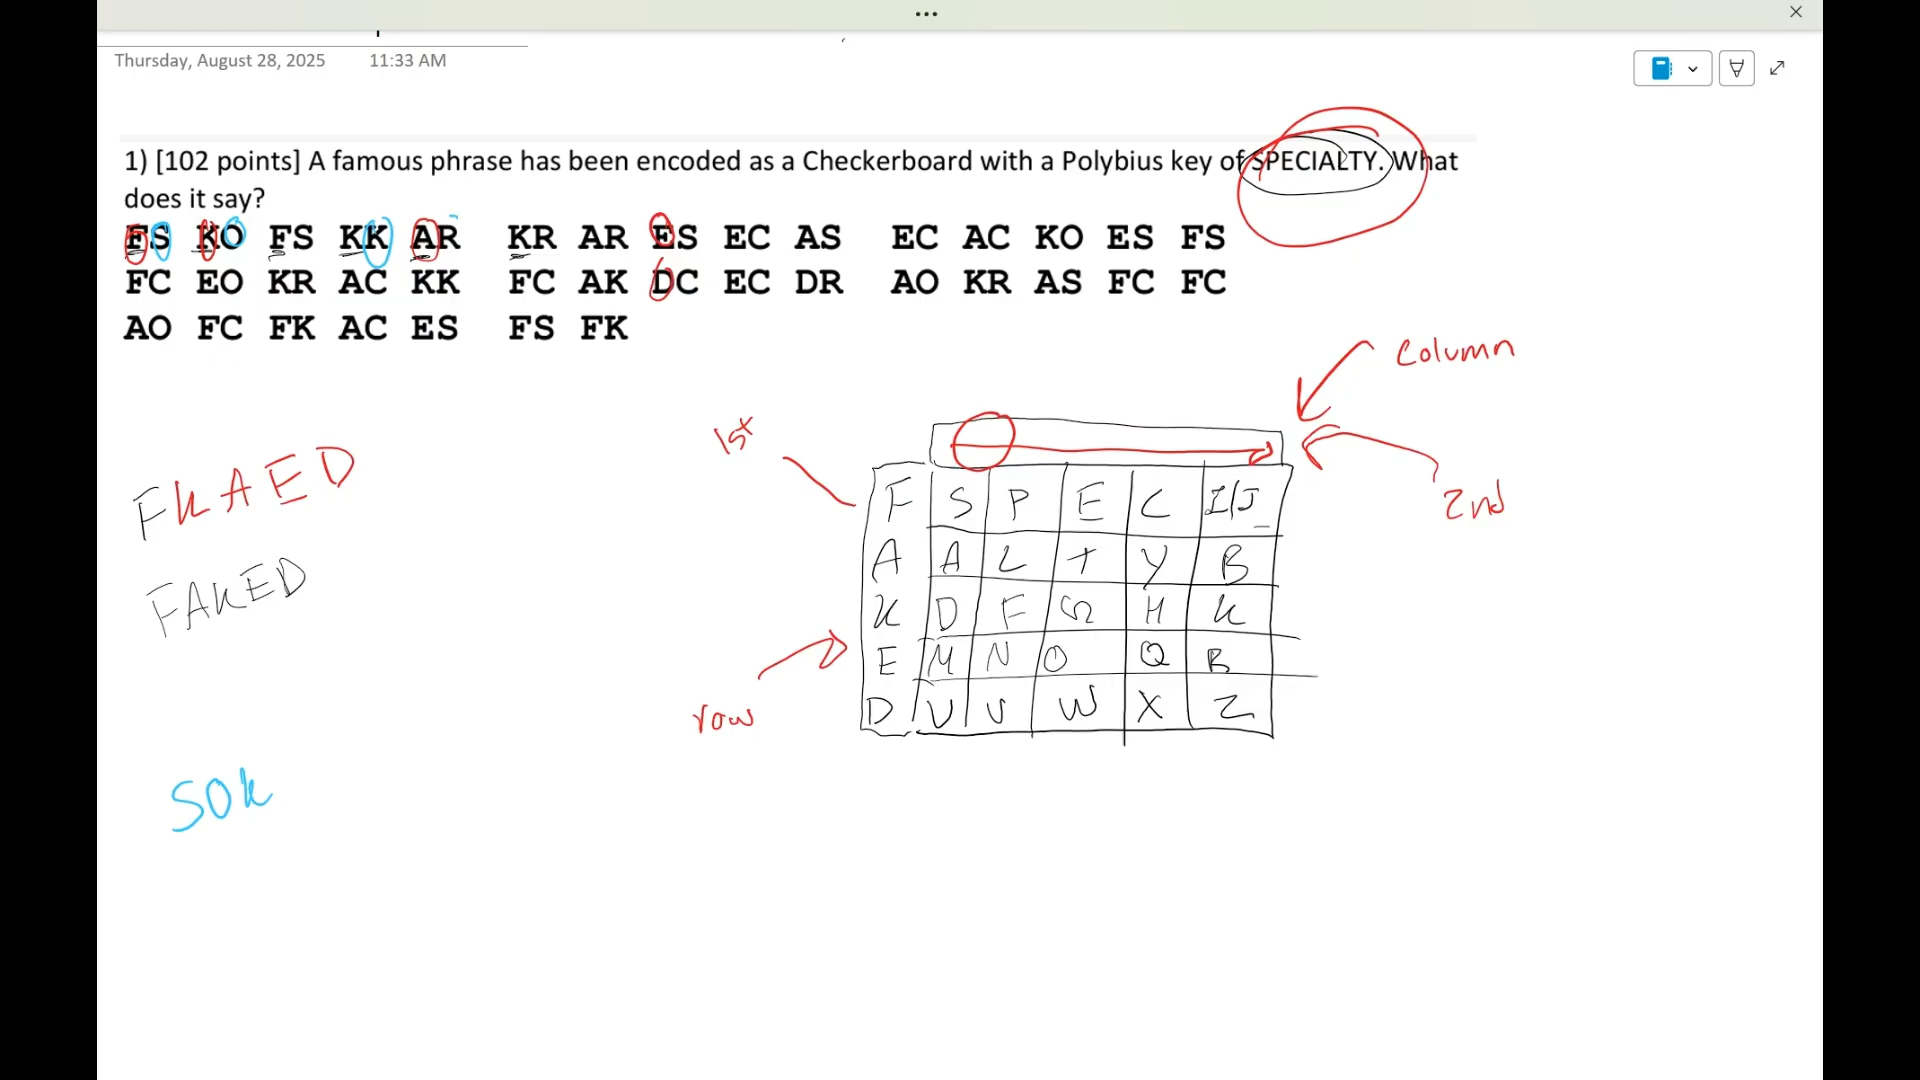 Thursday, August 28, 2025 11:33 AM
1) [102 points] A famous phrase has been encoded as a Checkerboard with a Polybius key of SPECIALTY. What
does it say?
FS KO FS KK AR KR AR ES EC AS EC AC KO ES FS
FC EO KR AC KK FC AK DC EC DR AO KR AS FC FC
AO FC FK AC ES FS FK
Column
1st
2nd
FKAED
FAKED
F S P E C I/J
A A L T Y B
K D F G H K
E M N O Q R
D U V W X Z
row
SOK